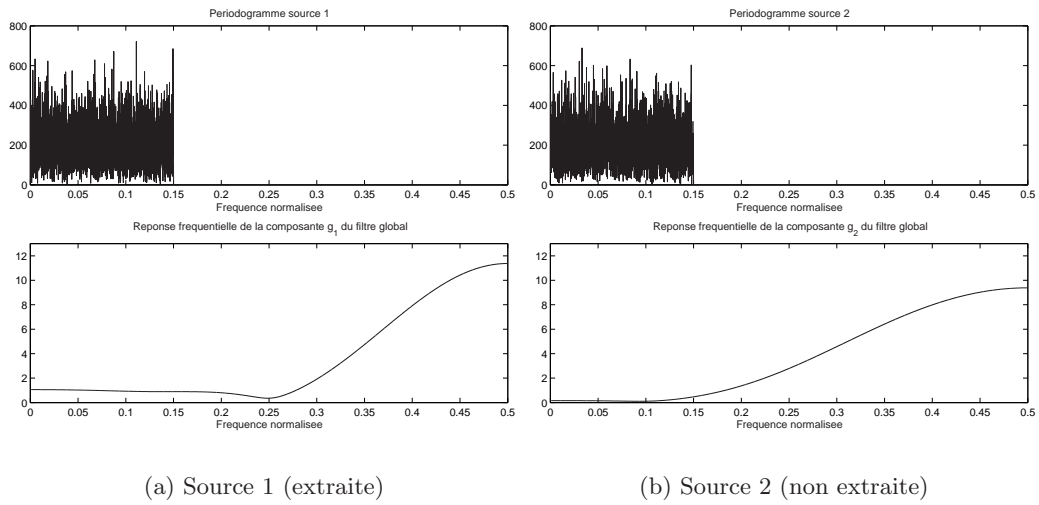 Periodogramme source 1
800
600
400
200
0
0 0.05 0.1 0.15 0.2 0.25 0.3 0.35 0.4 0.45 0.5
Frequence normalisee
Reponse frequentielle de la composante g1 du filtre global
12
10
8
6
4
2
0
0 0.05 0.1 0.15 0.2 0.25 0.3 0.35 0.4 0.45 0.5
Frequence normalisee
(a) Source 1 (extraite)
Periodogramme source 2
800
600
400
200
0
0 0.05 0.1 0.15 0.2 0.25 0.3 0.35 0.4 0.45 0.5
Frequence normalisee
Reponse frequentielle de la composante g2 du filtre global
12
10
8
6
4
2
0
0 0.05 0.1 0.15 0.2 0.25 0.3 0.35 0.4 0.45 0.5
Frequence normalisee
(b) Source 2 (non extraite)